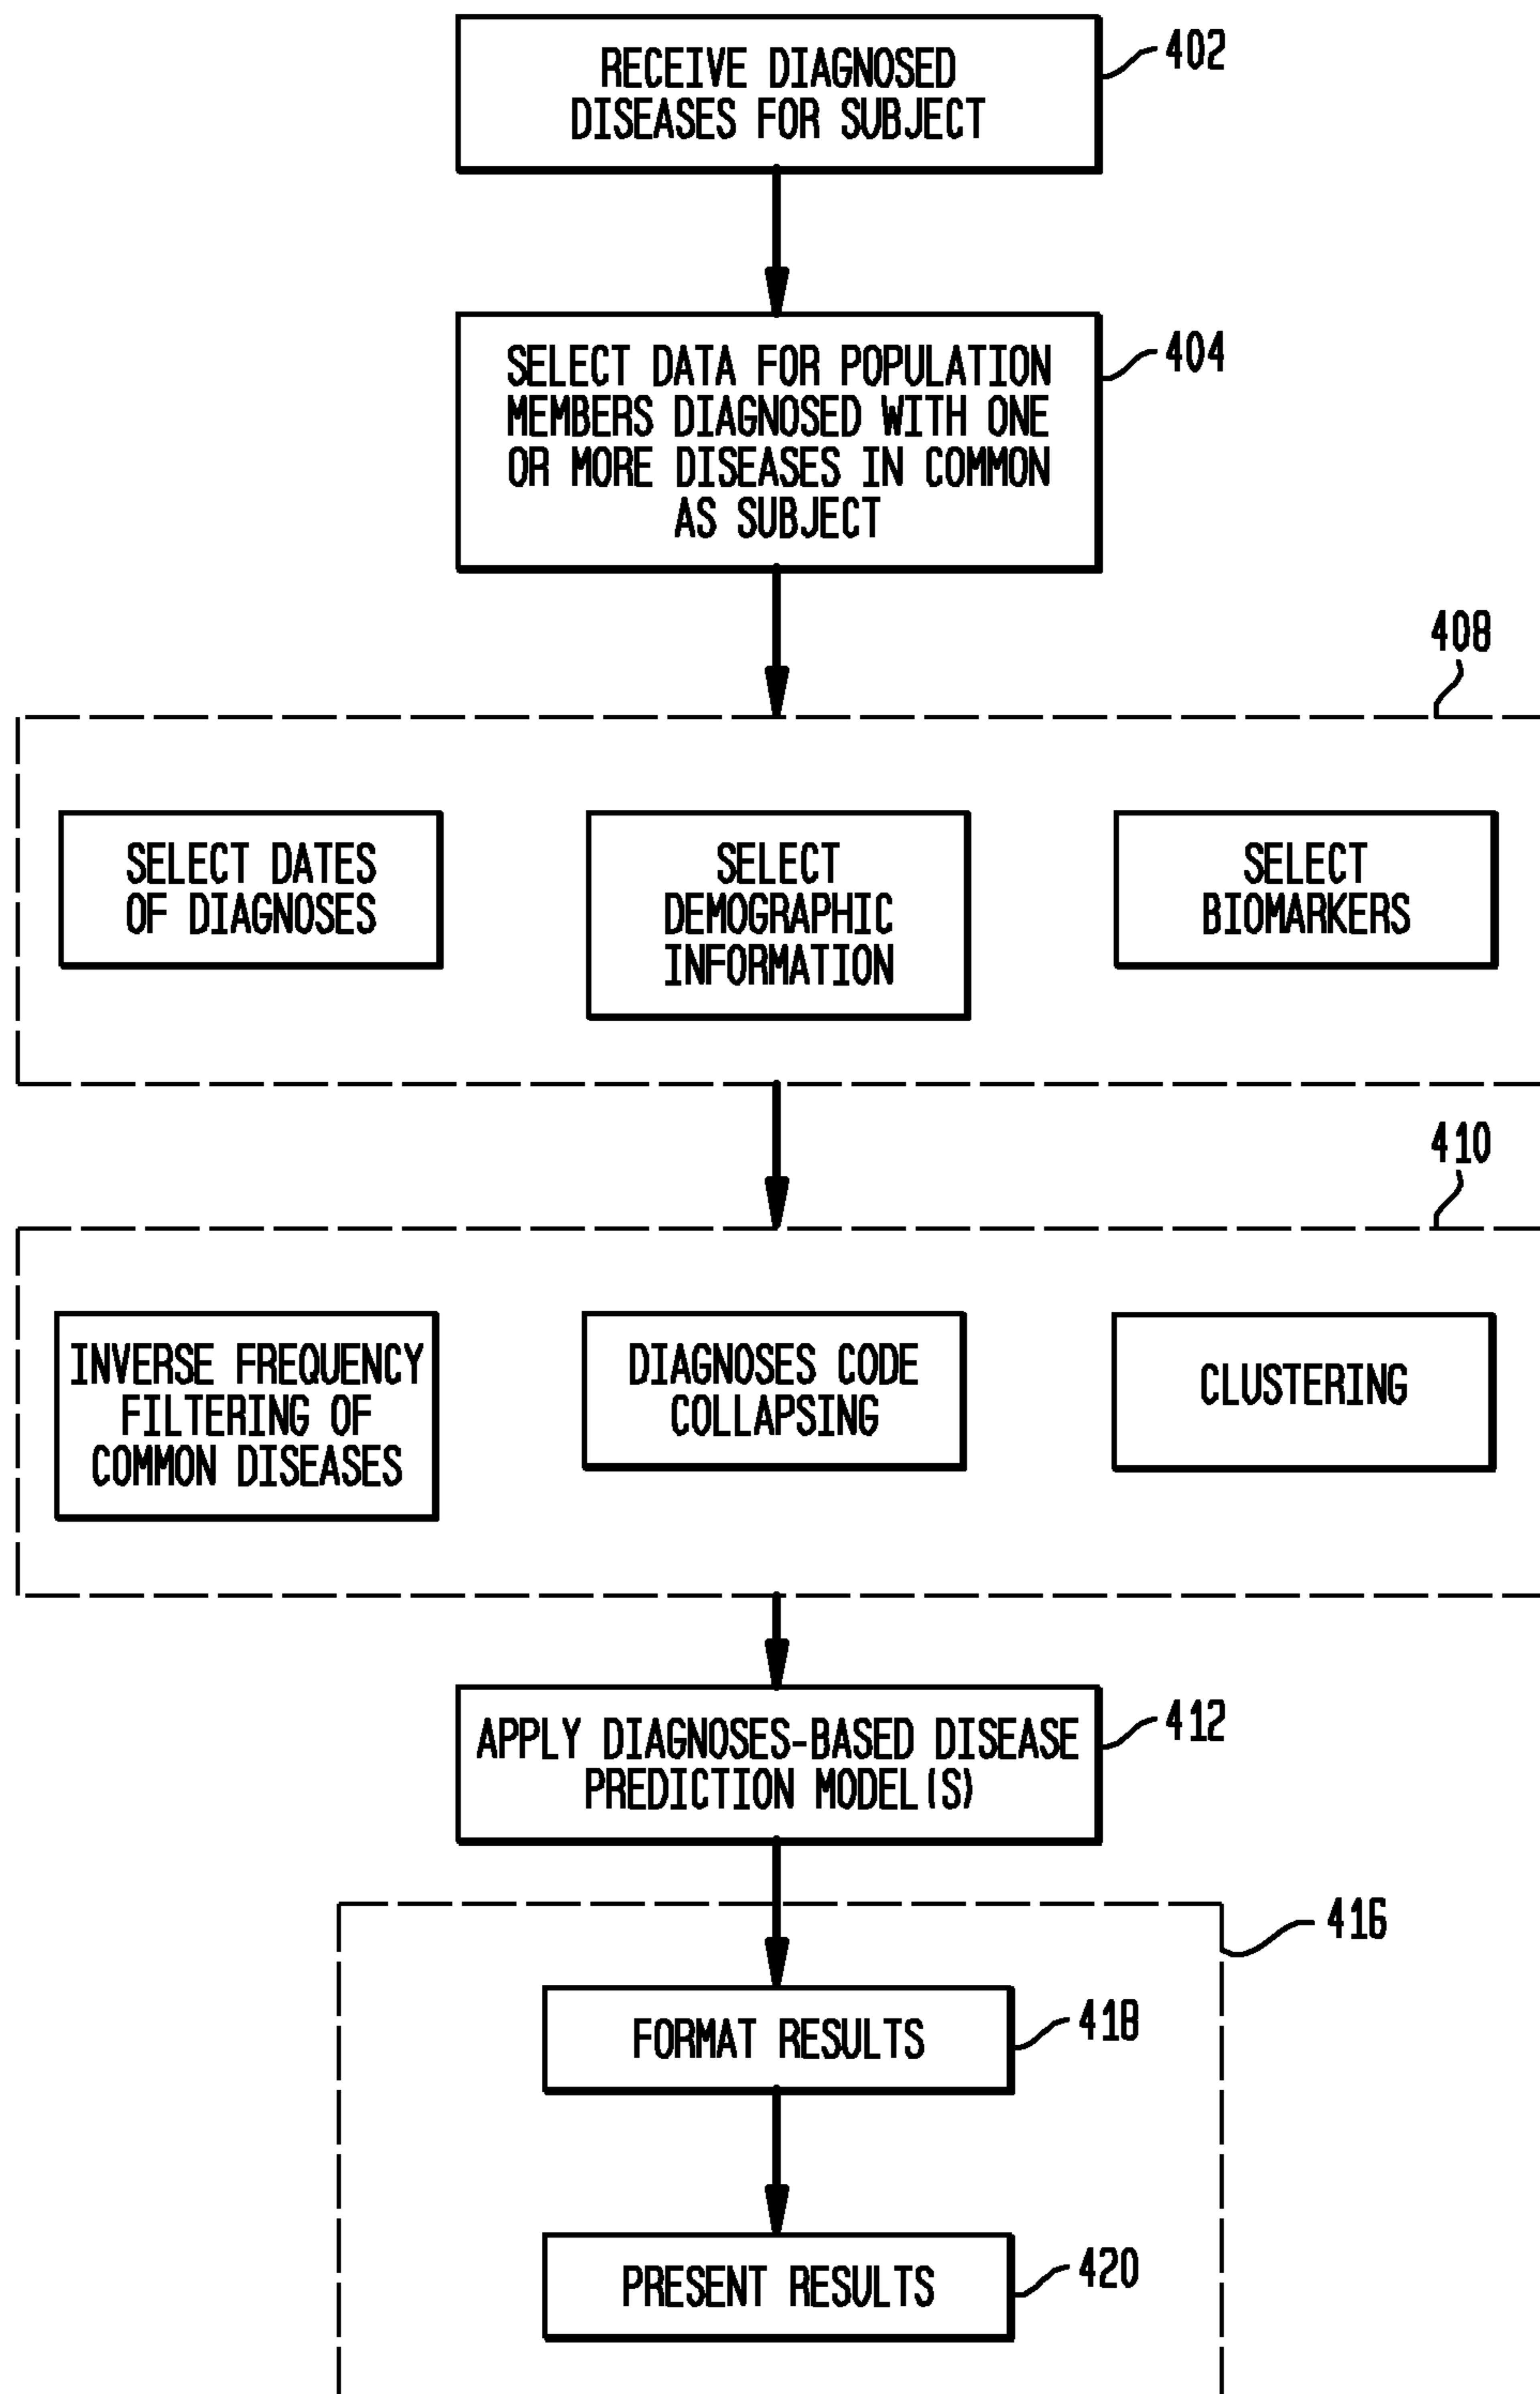 RECEIVE DIAGNOSED
DISEASES FOR SUBJECT
402
SELECT DATA FOR POPULATION
MEMBERS DIAGNOSED WITH ONE
OR MORE DISEASES IN COMMON
AS SUBJECT
404
408
SELECT DATES
OF DIAGNOSES
SELECT
DEMOGRAPHIC
INFORMATION
SELECT
BIOMARKERS
410
INVERSE FREQUENCY
FILTERING OF
COMMON DISEASES
DIAGNOSES CODE
COLLAPSING
CLUSTERING
APPLY DIAGNOSES-BASED DISEASE
PREDICTION MODEL(S)
412
416
FORMAT RESULTS
418
PRESENT RESULTS
420